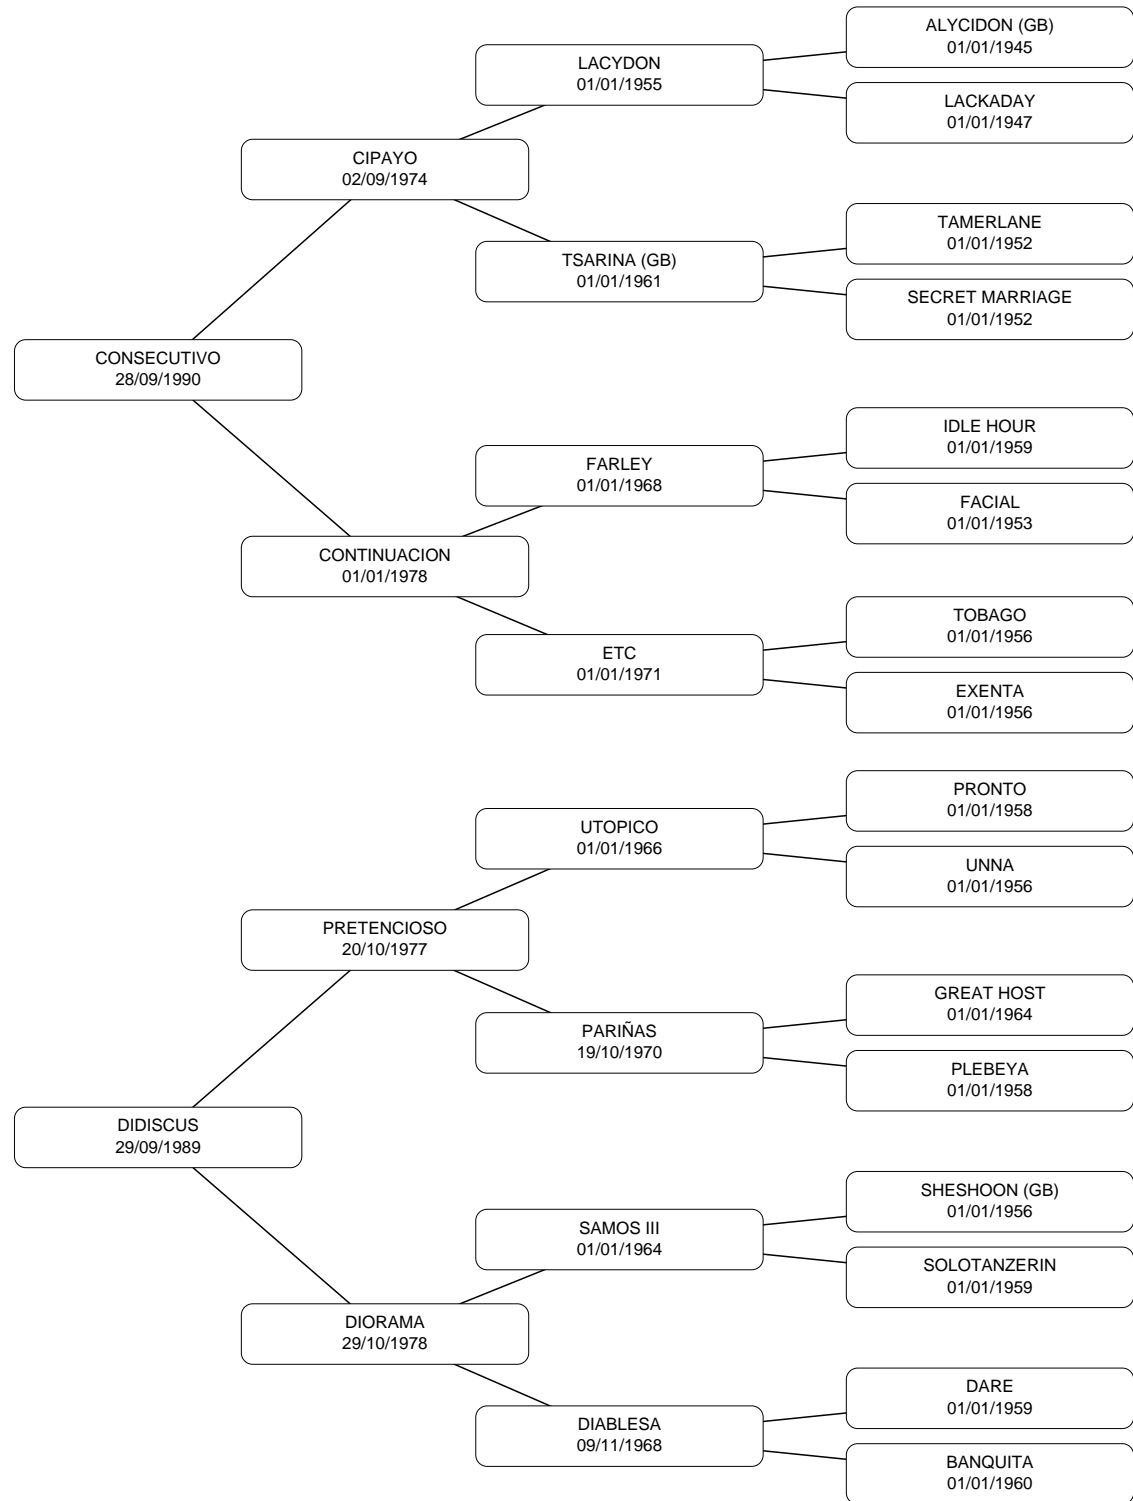 ALYCIDON (GB)
01/01/1945
LACYDON
01/01/1955
LACKADAY
01/01/1947
CIPAYO
02/09/1974
TAMERLANE
01/01/1952
TSARINA (GB)
01/01/1961
SECRET MARRIAGE
01/01/1952
CONSECUTIVO
28/09/1990
IDLE HOUR
01/01/1959
FARLEY
01/01/1968
FACIAL
01/01/1953
CONTINUACION
01/01/1978
TOBAGO
01/01/1956
ETC
01/01/1971
EXENTA
01/01/1956
PRONTO
01/01/1958
UTOPICO
01/01/1966
UNNA
01/01/1956
PRETENCIOSO
20/10/1977
GREAT HOST
01/01/1964
PARIÑAS
19/10/1970
PLEBEYA
01/01/1958
DIDISCUS
29/09/1989
SHESHOON (GB)
01/01/1956
SAMOS III
01/01/1964
SOLOTANZERIN
01/01/1959
DIORAMA
29/10/1978
DARE
01/01/1959
DIABLESA
09/11/1968
BANQUITA
01/01/1960